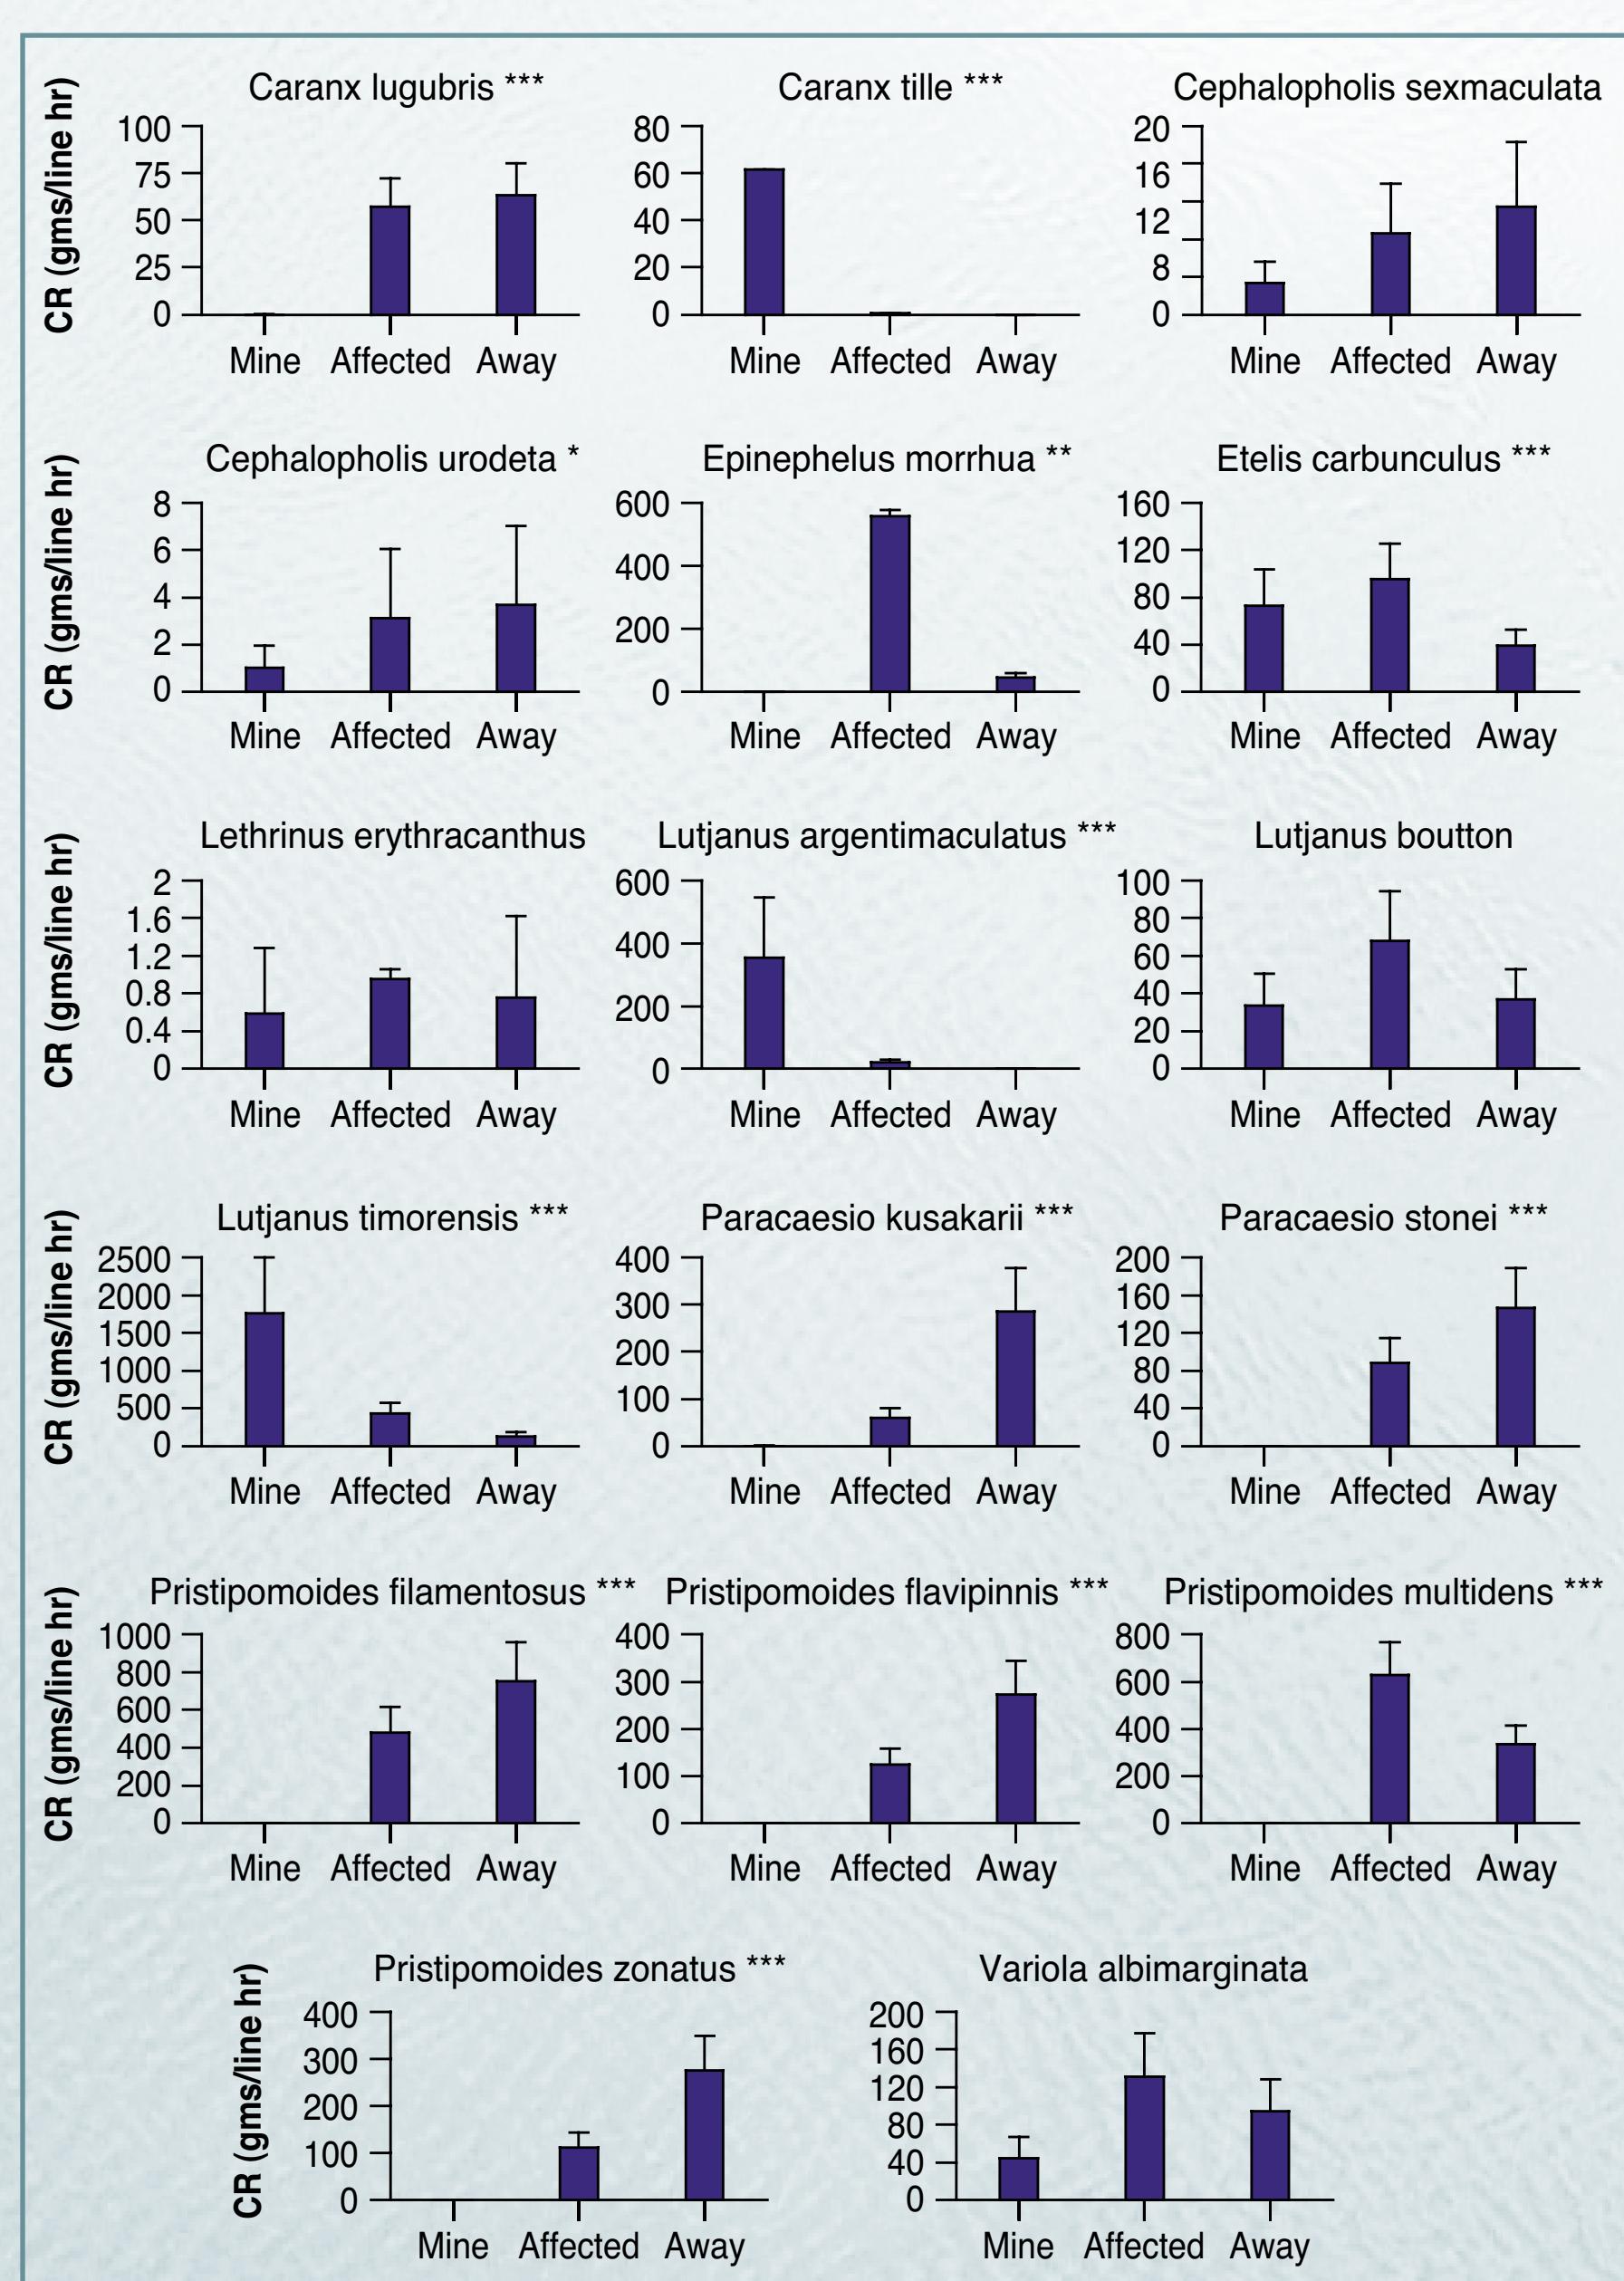 Caranx lugubris ***
CR (gms/line hr)
100
75
50
25
0
Mine Affected Away
Caranx tille ***
80
60
40
20
0
Mine Affected Away
Cephalopholis sexmaculata
20
16
12
8
0
Mine Affected Away
Cephalopholis urodeta *
CR (gms/line hr)
8
6
4
2
0
Mine Affected Away
Epinephelus morrhua **
600
400
200
0
Mine Affected Away
Etelis carbunculus ***
160
120
80
40
0
Mine Affected Away
Lethrinus erythracanthus
CR (gms/line hr)
2
1.6
1.2
0.8
0.4
0
Mine Affected Away
Lutjanus argentimaculatus ***
600
400
200
0
Mine Affected Away
Lutjanus boutton
100
80
60
40
20
0
Mine Affected Away
Lutjanus timorensis ***
CR (gms/line hr)
2500
2000
1500
1000
500
0
Mine Affected Away
Paracaesio kusakarii ***
400
300
200
100
0
Mine Affected Away
Paracaesio stonei ***
200
160
120
80
40
0
Mine Affected Away
Pristipomoides filamentosus ***
CR (gms/line hr)
1000
800
600
400
200
0
Mine Affected Away
Pristipomoides flavipinnis ***
400
300
200
100
0
Mine Affected Away
Pristipomoides multidens ***
800
600
400
200
0
Mine Affected Away
Pristipomoides zonatus ***
CR (gms/line hr)
400
300
200
100
0
Mine Affected Away
Variola albimarginata
200
160
120
80
40
0
Mine Affected Away